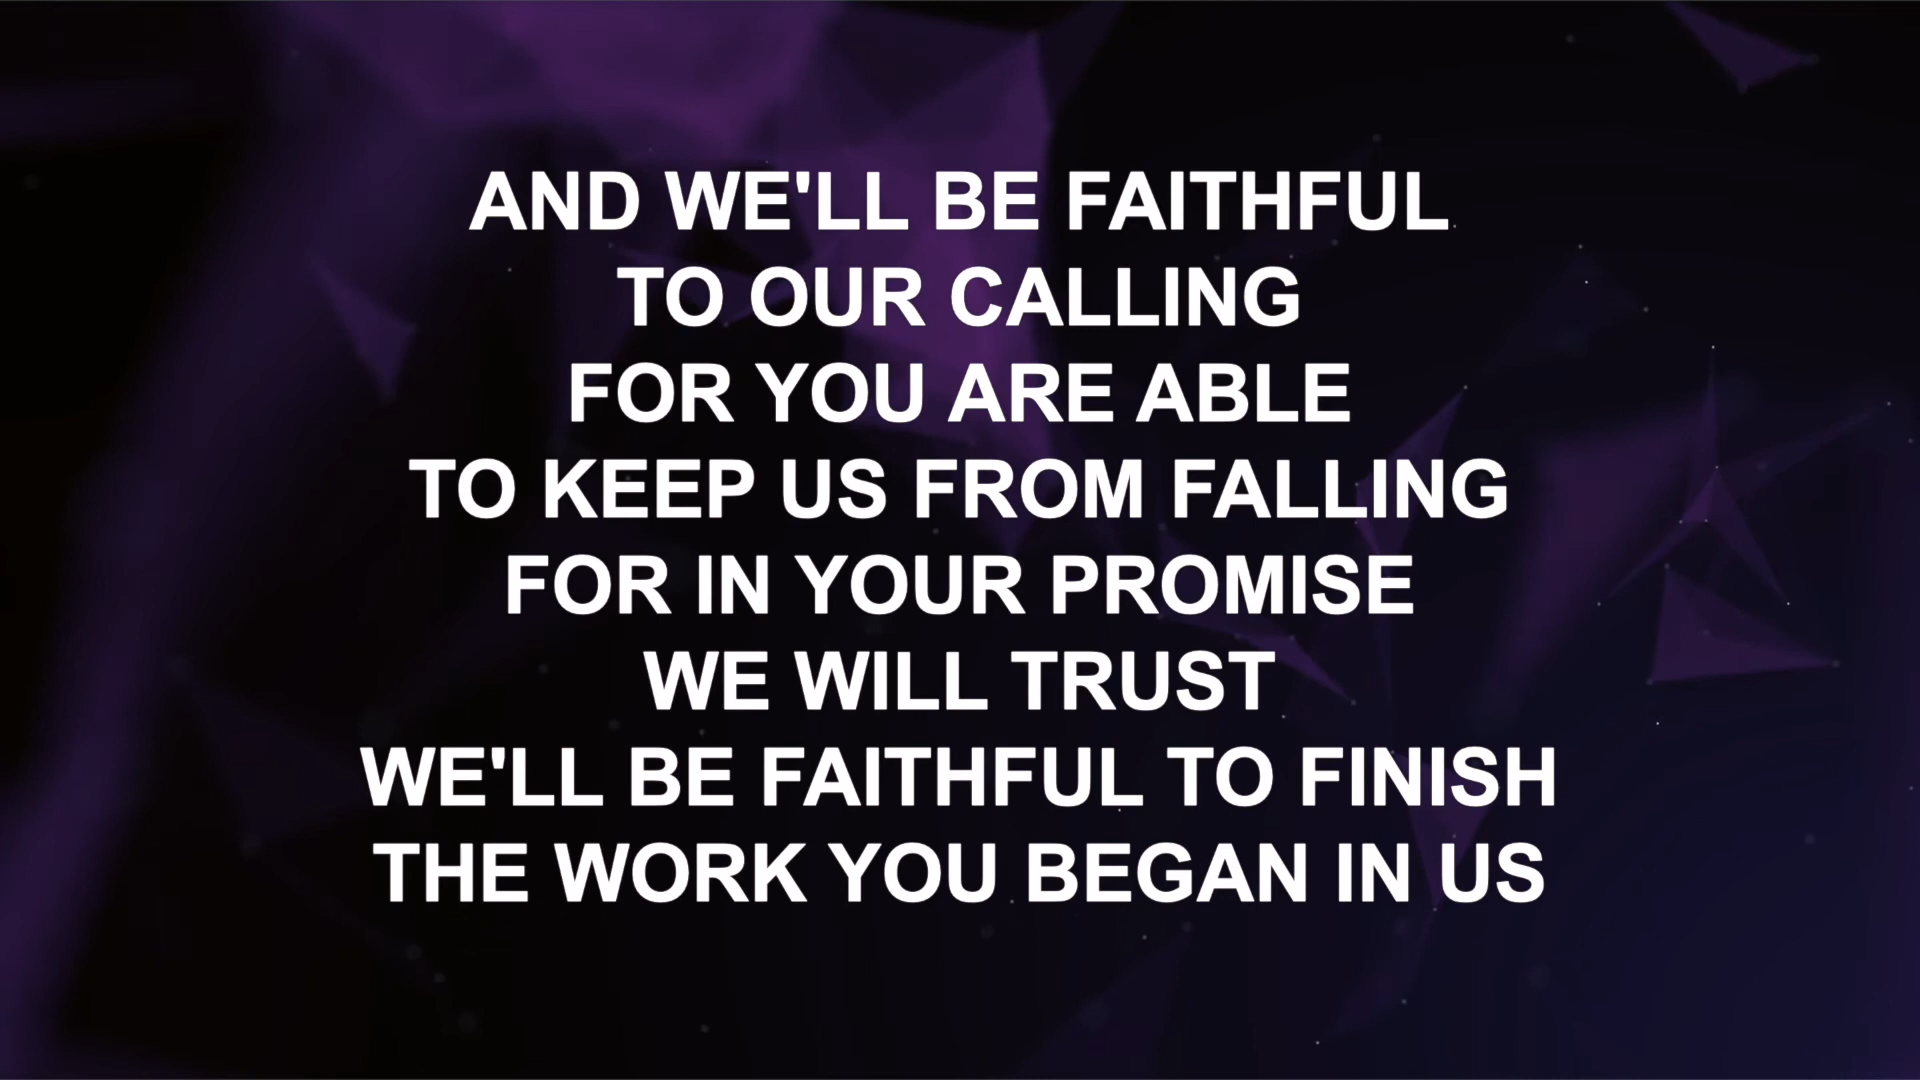 AND WE'LL BE FAITHFUL
TO OUR CALLING
FOR YOU ARE ABLE
TO KEEP US FROM FALLING
FOR IN YOUR PROMISE
WE WILL TRUST
WE'LL BE FAITHFUL TO FINISH
THE WORK YOU BEGAN IN US